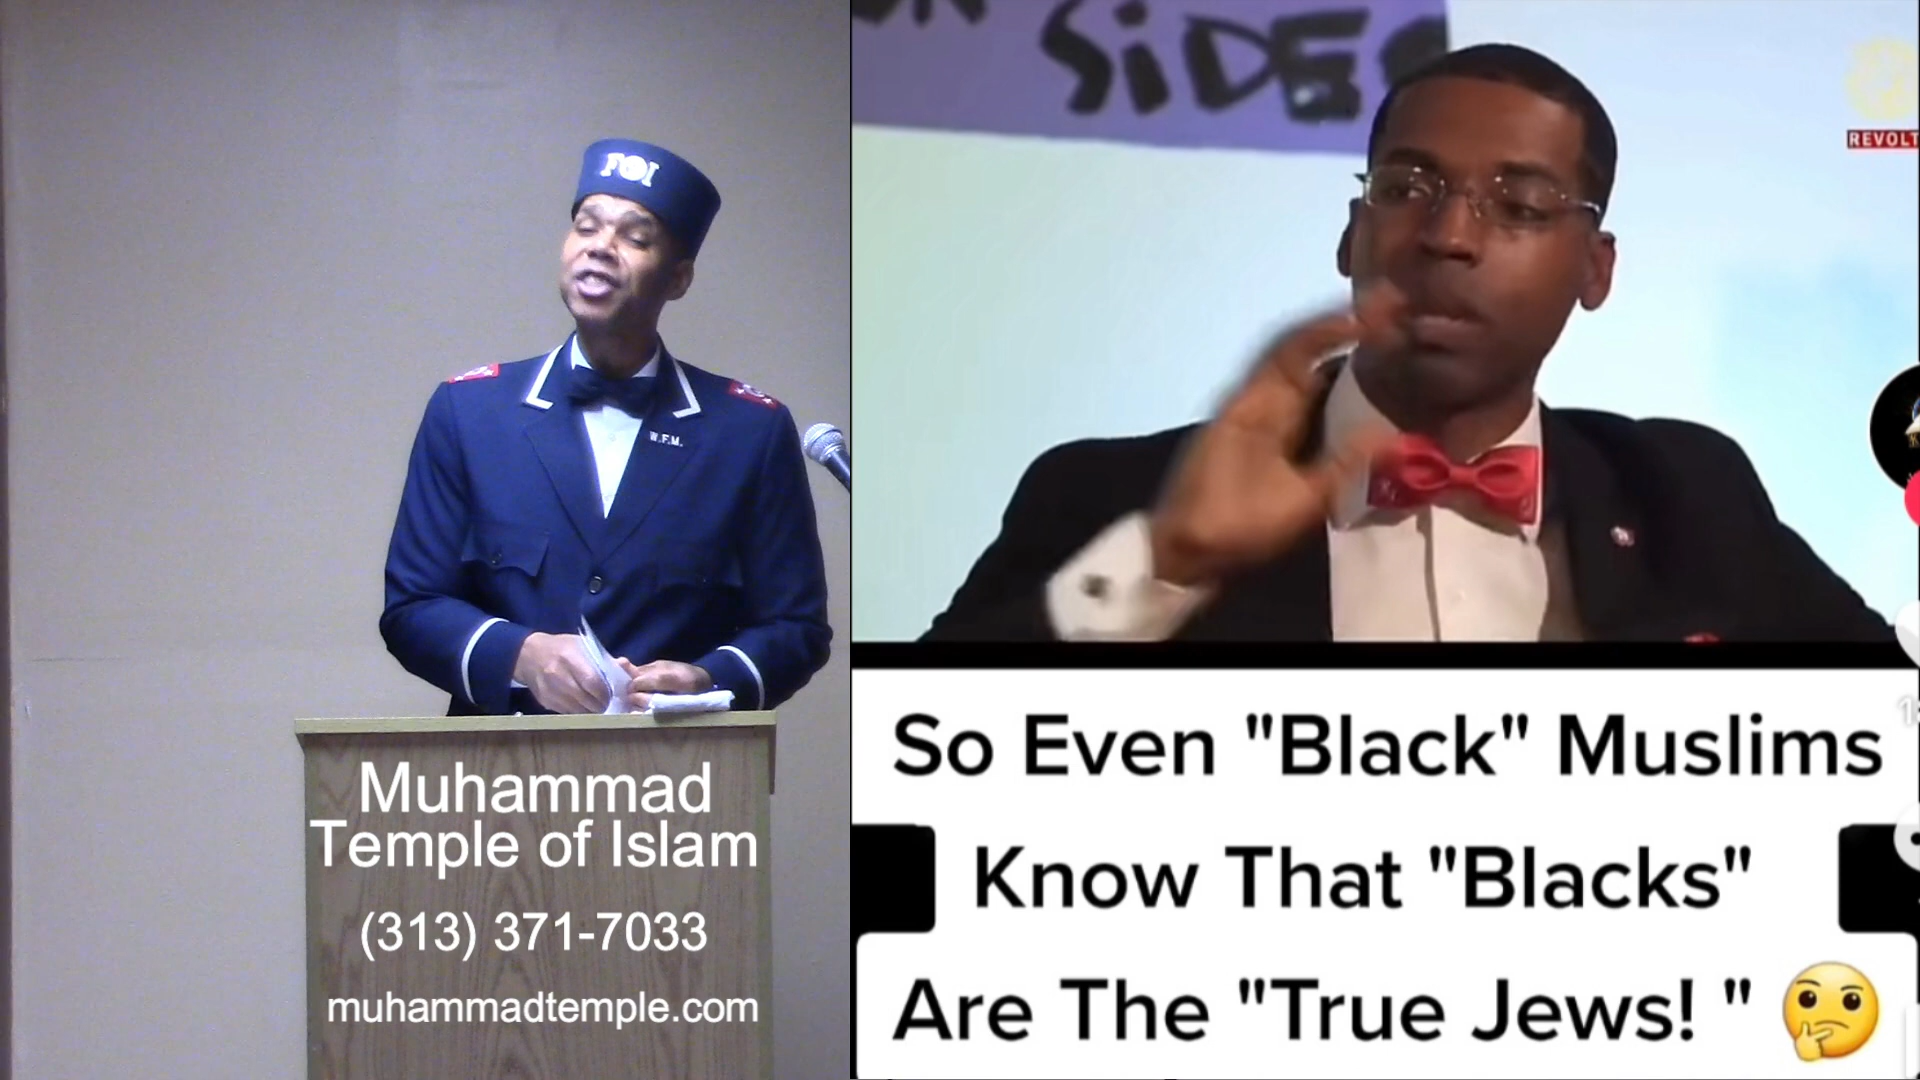 FOI
W.F.M.
Muhammad
Temple of Islam
(313) 371-7033
muhammadtemple.com
SiDES
REVOLT
So Even "Black" Muslims
Know That "Blacks"
Are The "True Jews! "